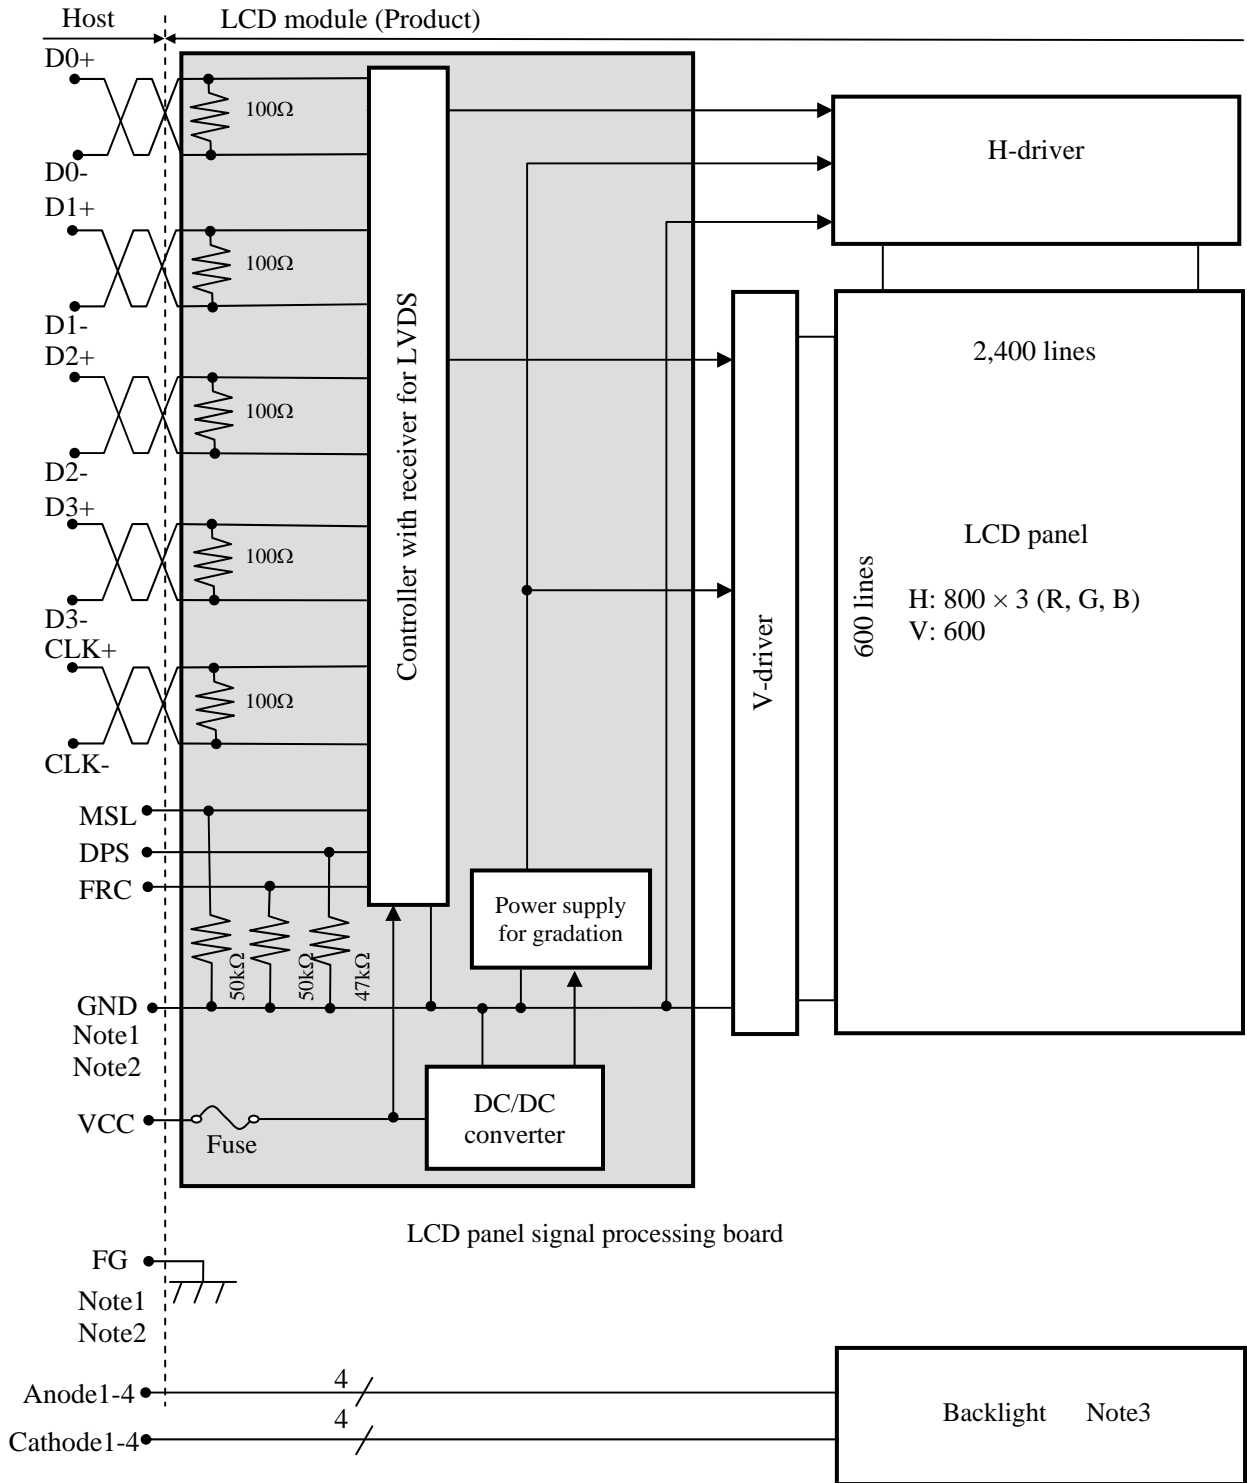 Host
LCD module (Product)
D0+
100Ω
D0-
D1+
100Ω
D1-
D2+
100Ω
D2-
D3+
100Ω
D3-
CLK+
100Ω
CLK-
MSL
DPS
FRC
50kΩ
50kΩ
47kΩ
GND
Note1
Note2
VCC
Fuse
Controller with receiver for LVDS
Power supply
for gradation
DC/DC
converter
H-driver
V-driver
2,400 lines
600 lines
LCD panel
H: 800 × 3 (R, G, B)
V: 600
LCD panel signal processing board
FG
Note1
Note2
Anode1-4
4
Cathode1-4
4
Backlight Note3